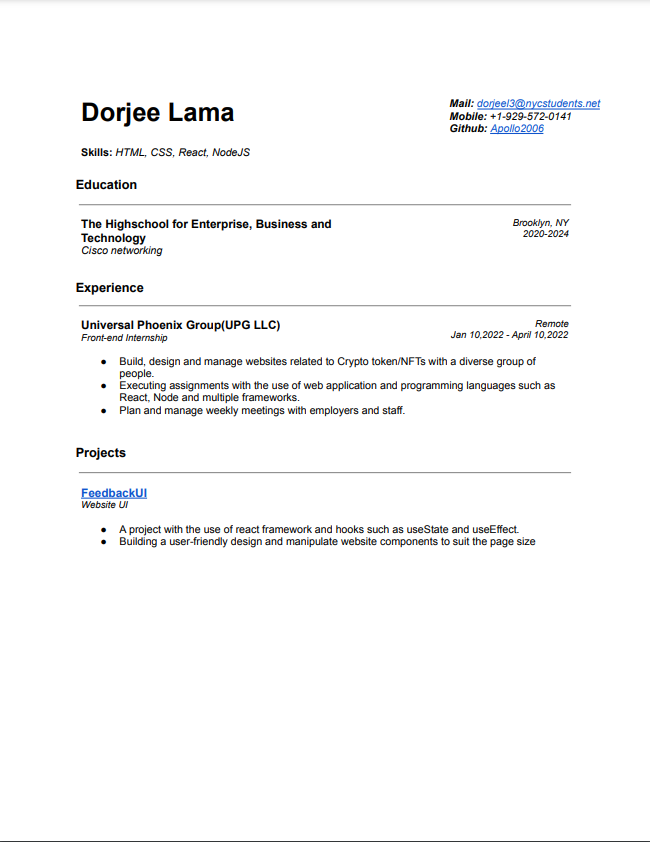 Dorjee Lama
Mail: dorjeel3@nycstudents.net
Mobile: +1-929-572-0141
Github: Apollo2006
Skills: HTML, CSS, React, NodeJS
Education
The Highschool for Enterprise, Business and
Technology
Cisco networking
Brooklyn, NY
2020-2024
Experience
Universal Phoenix Group(UPG LLC)
Front-end Internship
Remote
Jan 10,2022 - April 10,2022
● Build, design and manage websites related to Crypto token/NFTs with a diverse group of
people.
● Executing assignments with the use of web application and programming languages such as
React, Node and multiple frameworks.
● Plan and manage weekly meetings with employers and staff.
Projects
FeedbackUI
Website UI
● A project with the use of react framework and hooks such as useState and useEffect.
● Building a user-friendly design and manipulate website components to suit the page size